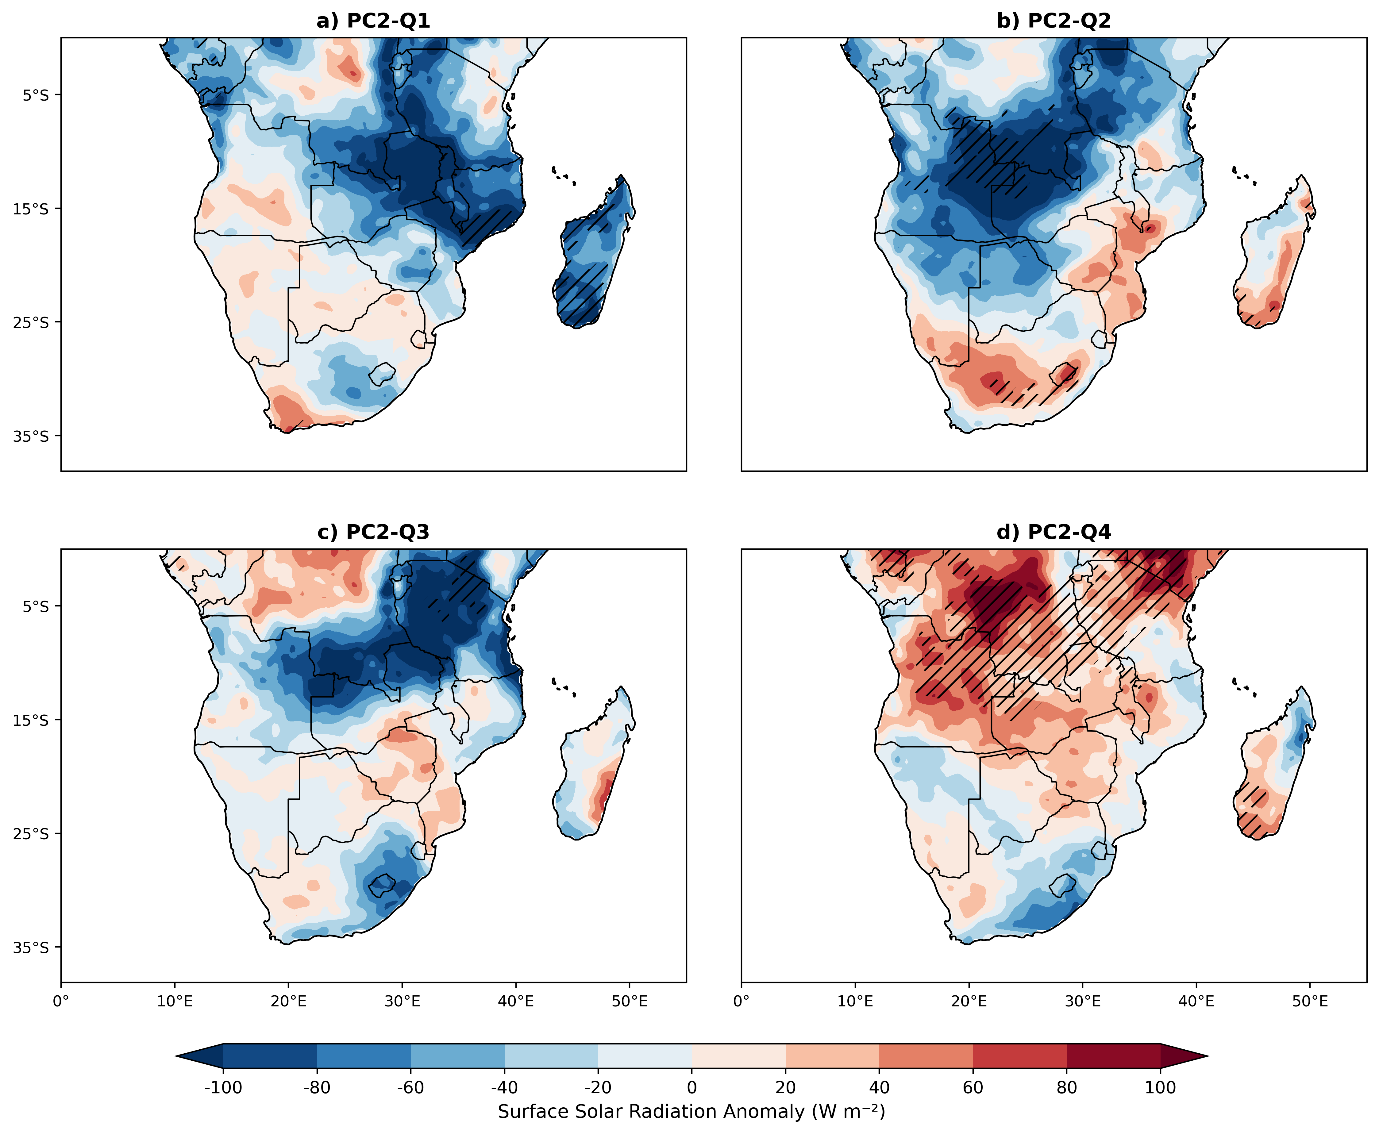 a) PC2-Q1
b) PC2-Q2
5°S
15°S
25°S
35°S
c) PC2-Q3
d) PC2-Q4
5°S
15°S
25°S
35°S
0° 10°E 20°E 30°E 40°E 50°E
0° 10°E 20°E 30°E 40°E 50°E
-100 -80 -60 -40 -20 0 20 40 60 80 100
Surface Solar Radiation Anomaly (W m⁻²)